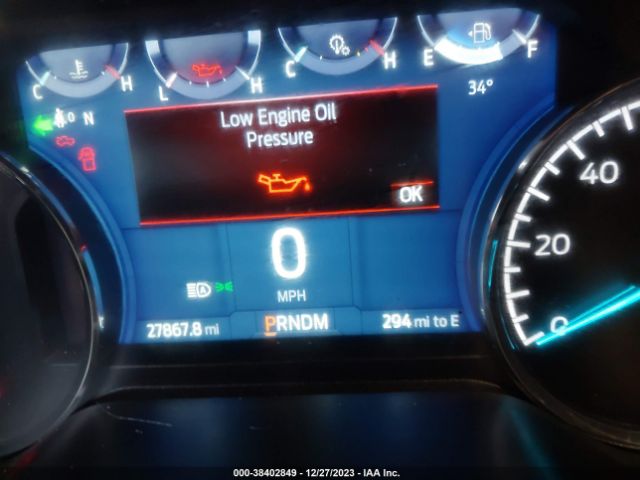 C H
L H
C H
E F
34°
N
Low Engine Oil
Pressure
OK
0
MPH
A
27867.8 mi
PRNDM
294 mi to E
40
20
0
000-38402849 - 12/27/2023 - IAA Inc.